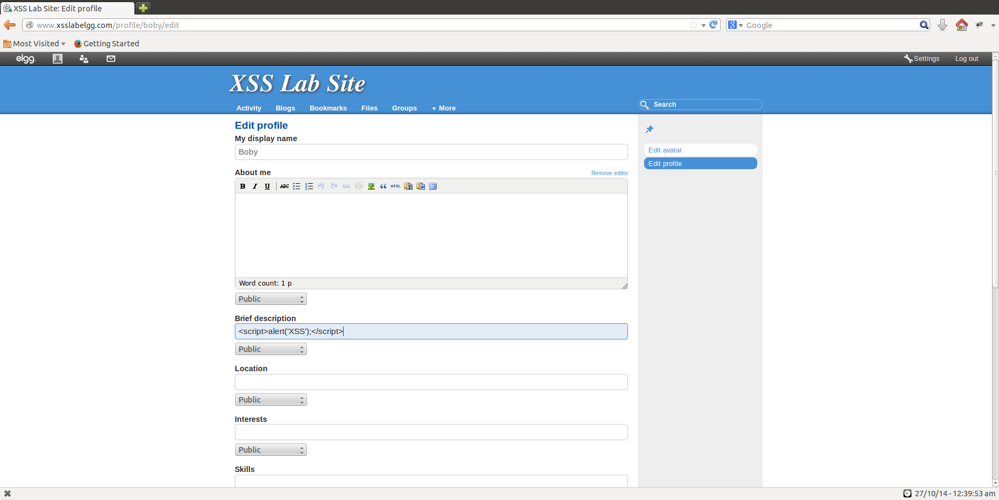 XSS Lab Site: Edit profile
www.xsslabelgg.com/profile/boby/edit
Google
Most Visited
Getting Started
elgg.
Settings
Log out
XSS Lab Site
Activity
Blogs
Bookmarks
Files
Groups
▼ More
Search
Edit profile
My display name
Boby
Edit avatar
Edit profile
About me
Remove editor
B I U ABC HTML
Word count: 1 p
Public
Brief description
<script>alert(’XSS’);</script>
Public
Location
Public
Interests
Public
Skills
27/10/14 - 12:39:53 am